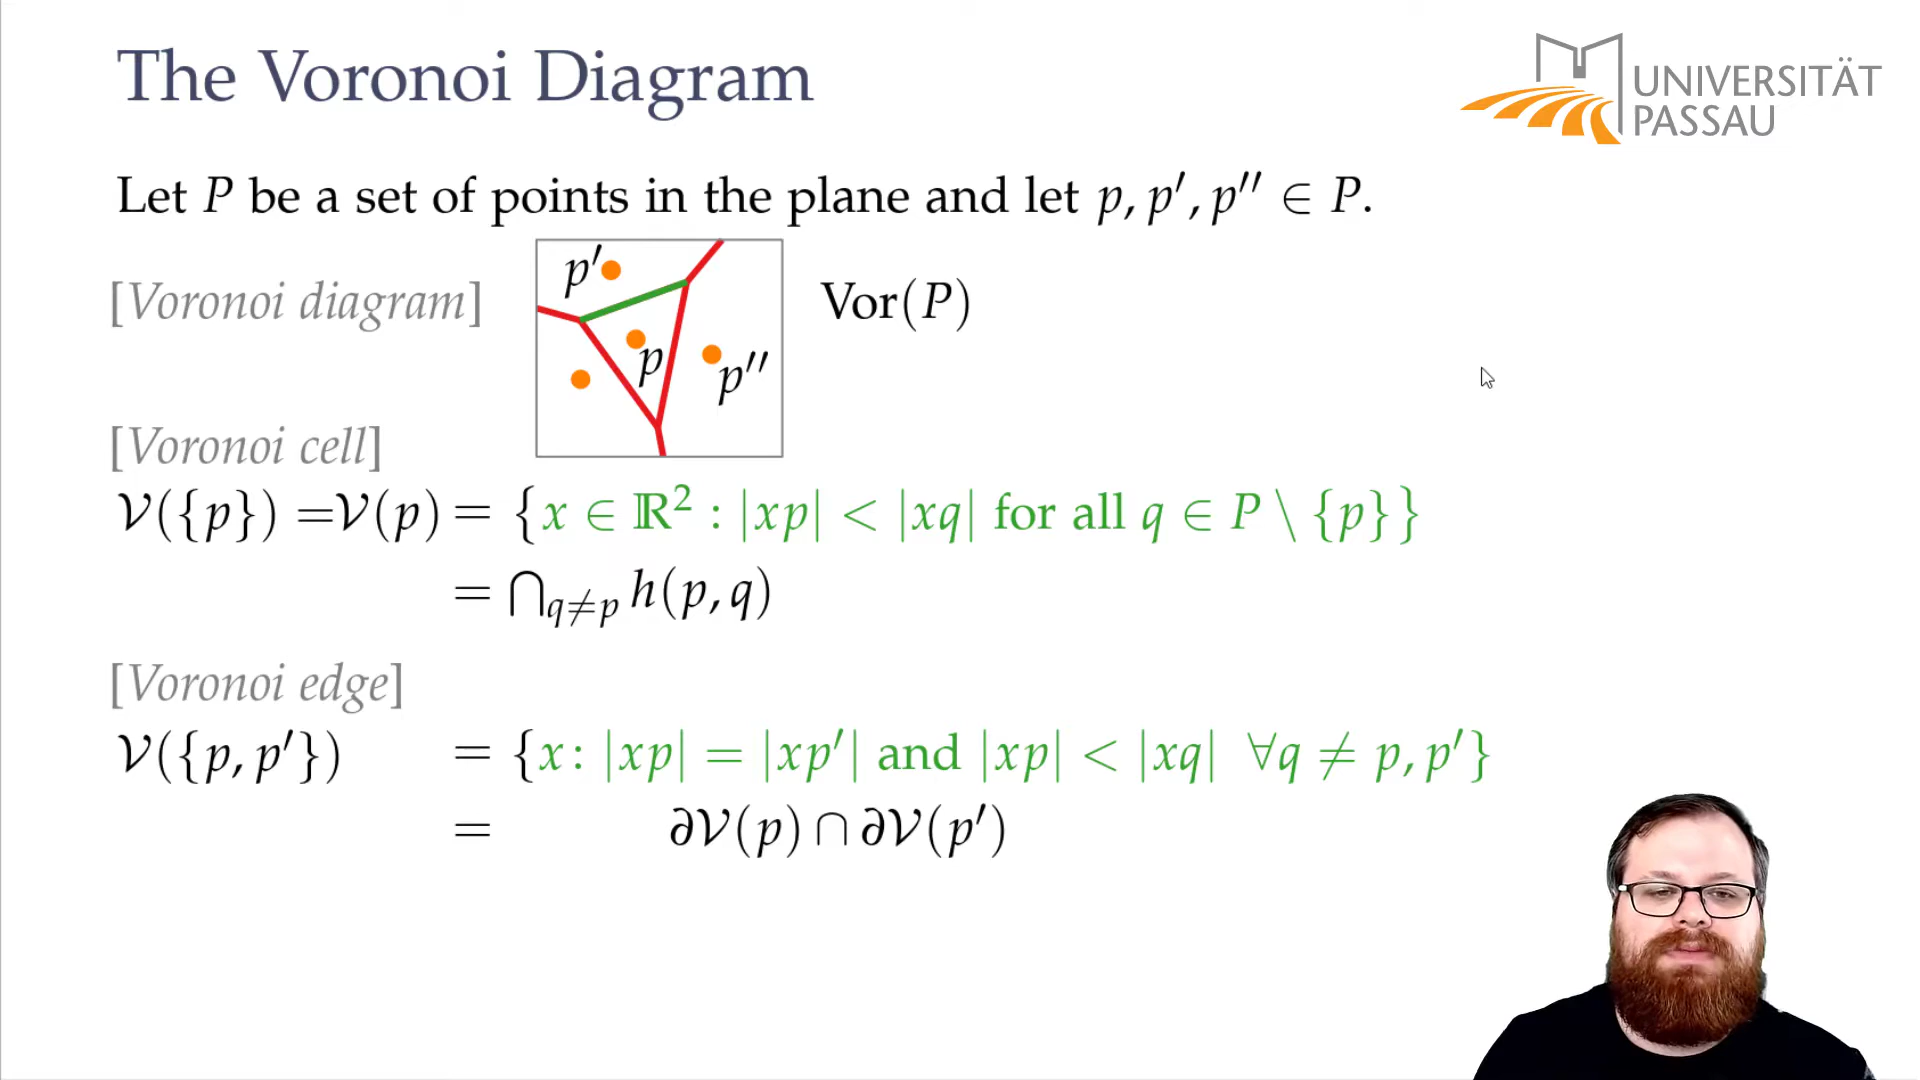 The Voronoi Diagram
UNIVERSITÄT
PASSAU
Let P be a set of points in the plane and let p, p′, p′′ ∈ P.
[Voronoi diagram]
p′
p
p′′
Vor(P)
[Voronoi cell]
𝒱({p}) =𝒱(p) = {x ∈ ℝ² : |xp| < |xq| for all q ∈ P \ {p}}
= ⋂q≠p h(p, q)
[Voronoi edge]
𝒱({p, p′}) = {x : |xp| = |xp′| and |xp| < |xq| ∀q ≠ p, p′}
= ∂𝒱(p) ∩ ∂𝒱(p′)